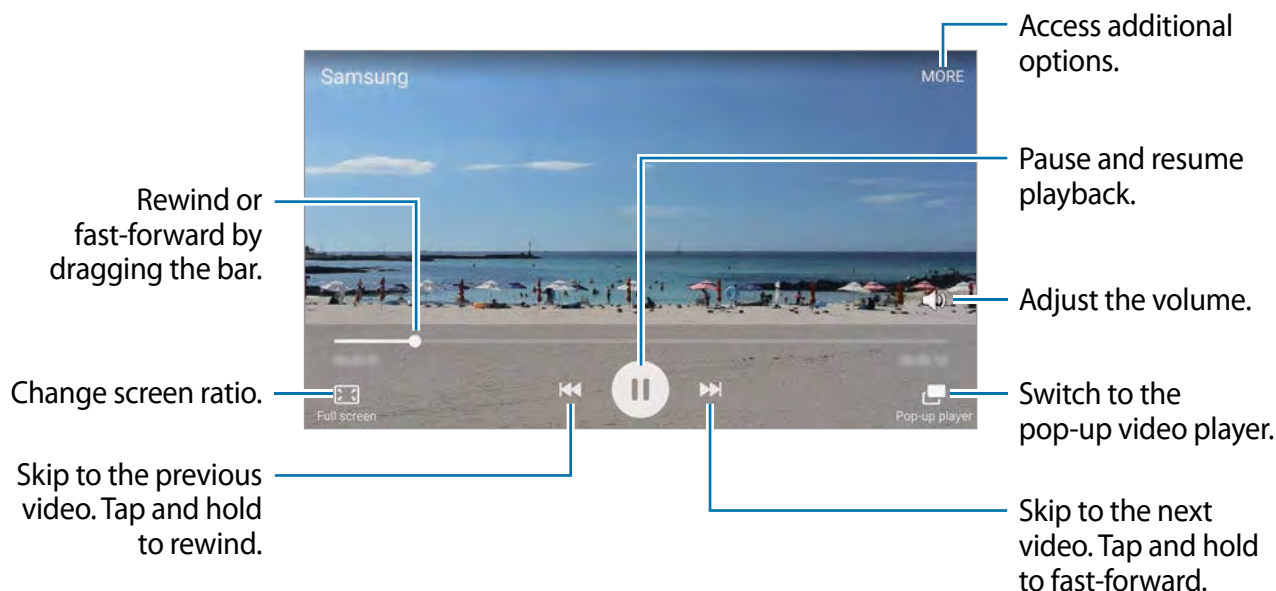 Access additional
options.
Samsung
MORE
Pause and resume
playback.
Rewind or
fast-forward by
dragging the bar.
Adjust the volume.
Change screen ratio.
Full screen
Pop-up player
Switch to the
pop-up video player.
Skip to the previous
video. Tap and hold
to rewind.
Skip to the next
video. Tap and hold
to fast-forward.